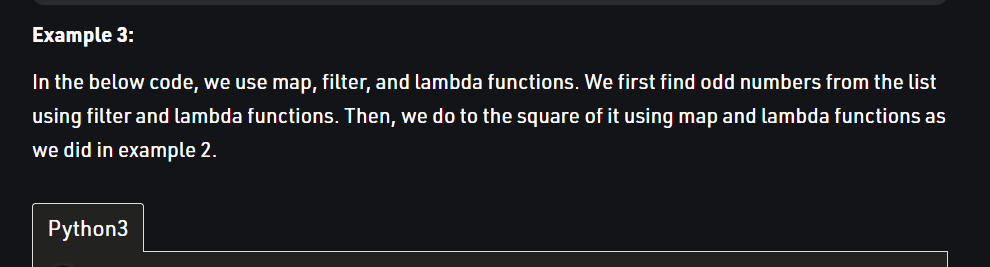 Example 3:
In the below code, we use map, filter, and lambda functions. We first find odd numbers from the list
using filter and lambda functions. Then, we do to the square of it using map and lambda functions as
we did in example 2.
Python3